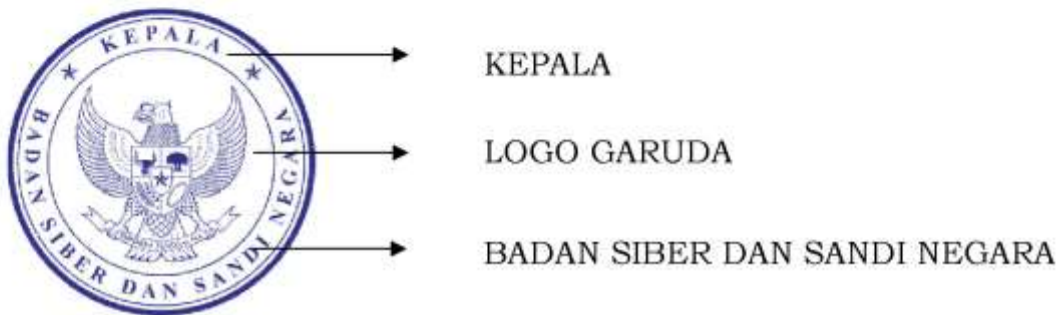 KEPALA
BADAN SIBER DAN SANDI NEGARA
KEPALA
LOGO GARUDA
BADAN SIBER DAN SANDI NEGARA